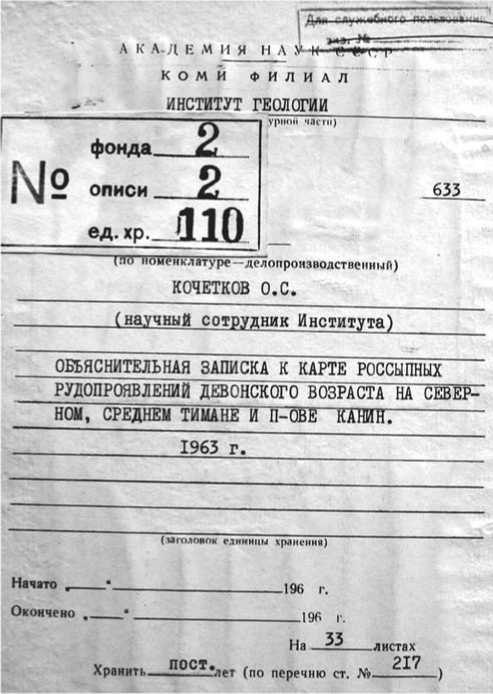 Для служебного пользования
экз. №
АКАДЕМИЯ НАУК СССР
КОМИ ФИЛИАЛ
ИНСТИТУТ ГЕОЛОГИИ
урной части)
№
фонда 2
описи 2
ед. хр. 110
633
(по номенклатуре—делопроизводственный)
КОЧЕТКОВ О.С.
(научный сотрудник Института)
ОБЪЯСНИТЕЛЬНАЯ ЗАПИСКА К КАРТЕ РОССЫПНЫХ
РУДОПРОЯВЛЕНИЙ ДЕВОНСКОГО ВОЗРАСТА НА СЕВЕР-
НОМ, СРЕДНЕМ ТИМАНЕ И П-ОВЕ КАНИН.
1963 г.
(заголовок единицы хранения)
Начато „ " 196 г.
Окончено „ " 196 г.
На 33 листах
Хранить пост. лет (по перечню ст. № 217 )